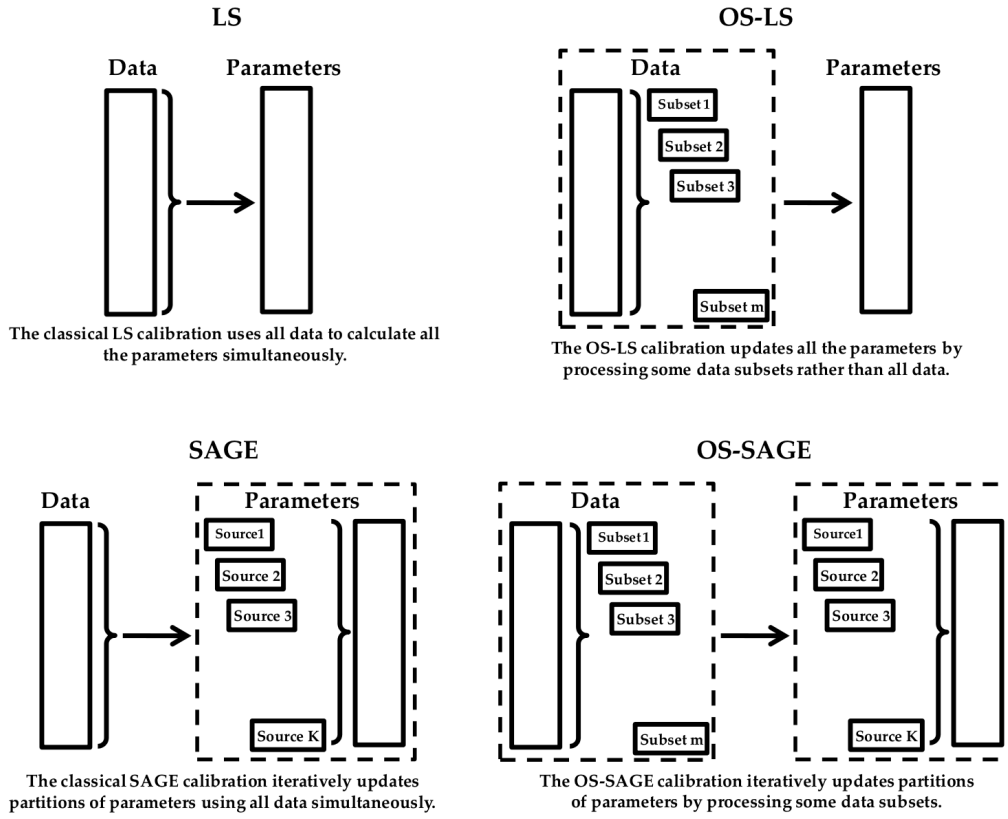 LS
Data
Parameters
The classical LS calibration uses all data to calculate all
the parameters simultaneously.
OS-LS
Data
Parameters
Subset 1
Subset 2
Subset 3
Subset m
The OS-LS calibration updates all the parameters by
processing some data subsets rather than all data.
SAGE
Data
Parameters
Source1
Source 2
Source 3
Source K
The classical SAGE calibration iteratively updates
partitions of parameters using all data simultaneously.
OS-SAGE
Data
Parameters
Subset 1
Subset 2
Subset 3
Subset m
Source1
Source 2
Source 3
Source K
The OS-SAGE calibration iteratively updates partitions
of parameters by processing some data subsets.